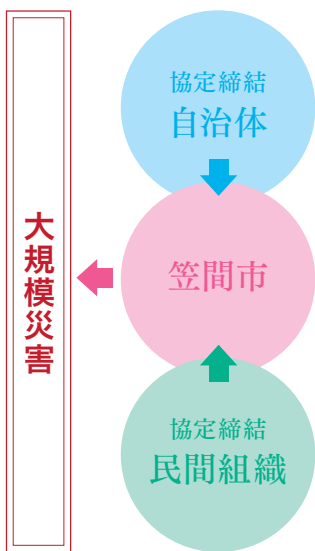 大規模災害
協定締結
自治体
笠間市
協定締結
民間組織